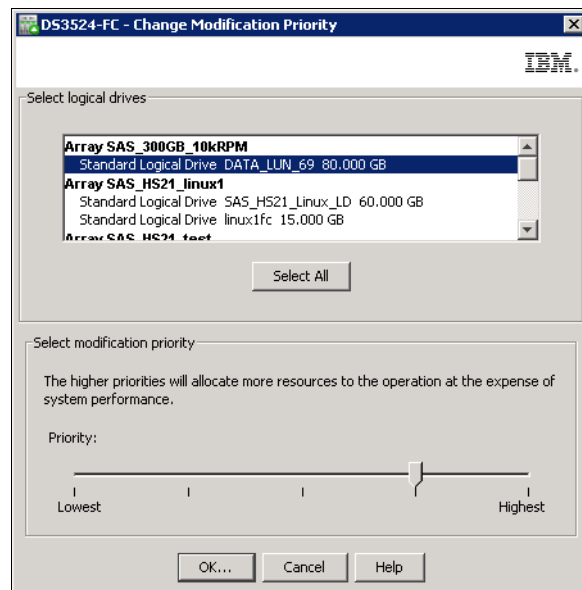 DS3524-FC - Change Modification Priority
IBM.
Select logical drives
Array SAS_300GB_10kRPM
Standard Logical Drive DATA_LUN_69 80.000 GB
Array SAS_HS21_linux1
Standard Logical Drive SAS_HS21_Linux_LD 60.000 GB
Standard Logical Drive linux1fc 15.000 GB
Array SAS_HS21_test
Select All
Select modification priority
The higher priorities will allocate more resources to the operation at the expense of
system performance.
Priority:
Lowest Highest
OK... Cancel Help